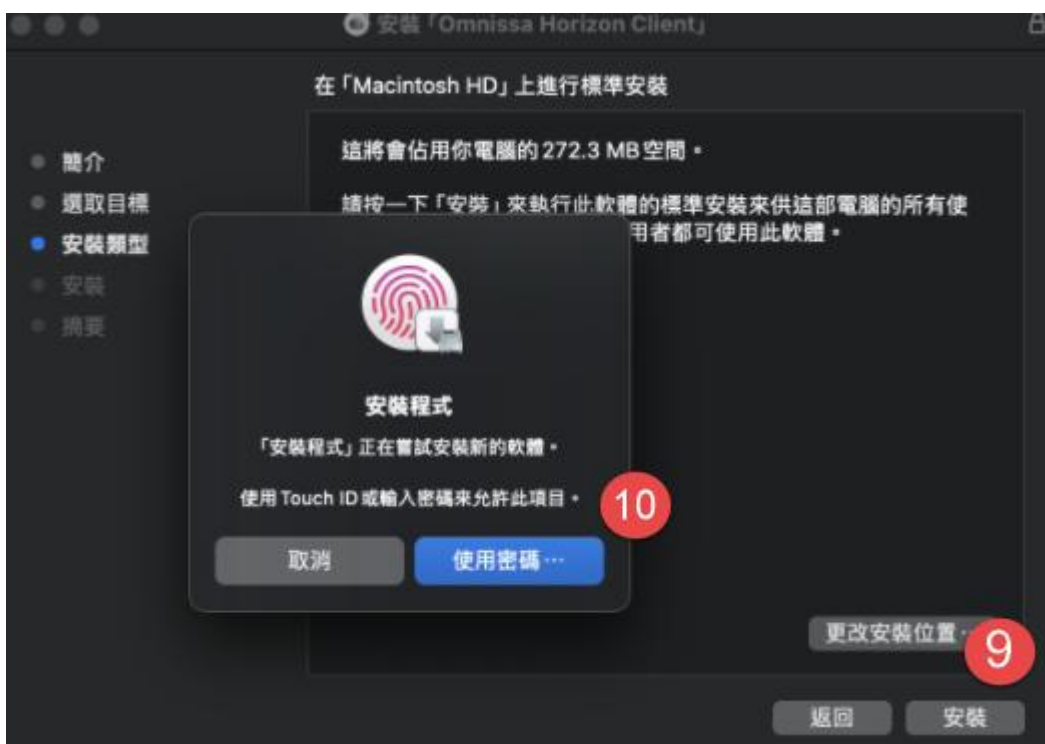 安裝「Omnissa Horizon Client」
在「Macintosh HD」上進行標準安裝
簡介
選取目標
安裝類型
安裝
摘要
這將會佔用你電腦的 272.3 MB 空間。
請按一下「安裝」來執行此軟體的標準安裝來供這部電腦的所有使
用者都可使用此軟體。
安裝程式
「安裝程式」正在嘗試安裝新的軟體。
使用 Touch ID 或輸入密碼來允許此項目。
10
取消
使用密碼⋯
更改安裝位置⋯
9
返回
安裝